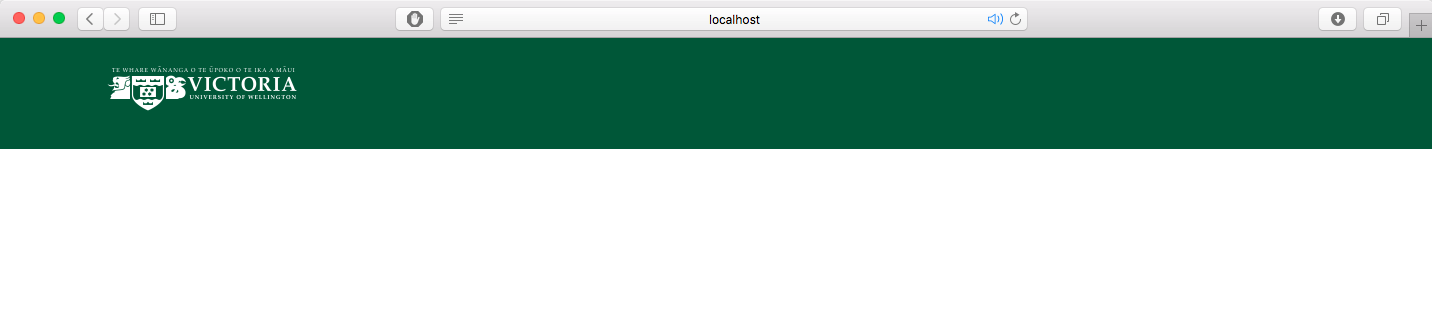 localhost
TE WHARE WĀNANGA O TE ŪPOKO O TE IKA A MĀUI
VICTORIA
UNIVERSITY OF WELLINGTON